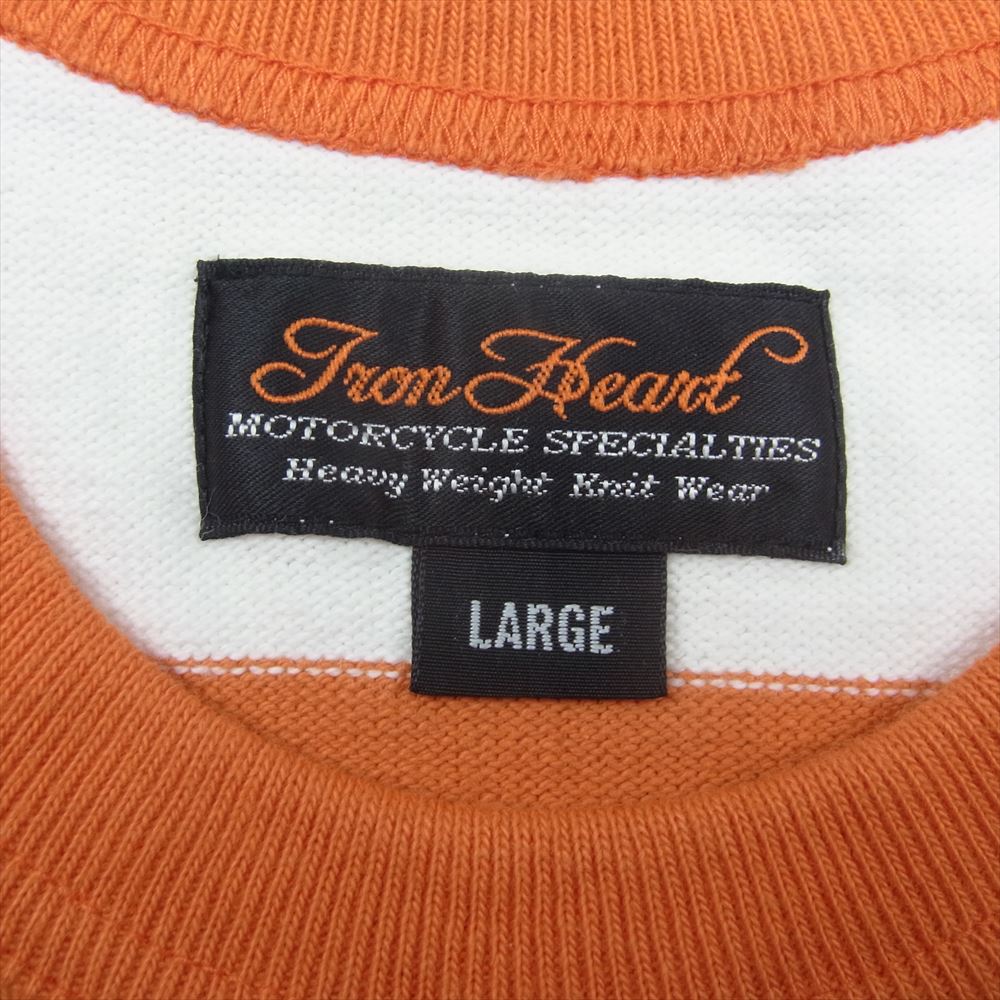 Iron Heart
MOTORCYCLE SPECIALTIES
Heavy Weight Knit Wear
LARGE